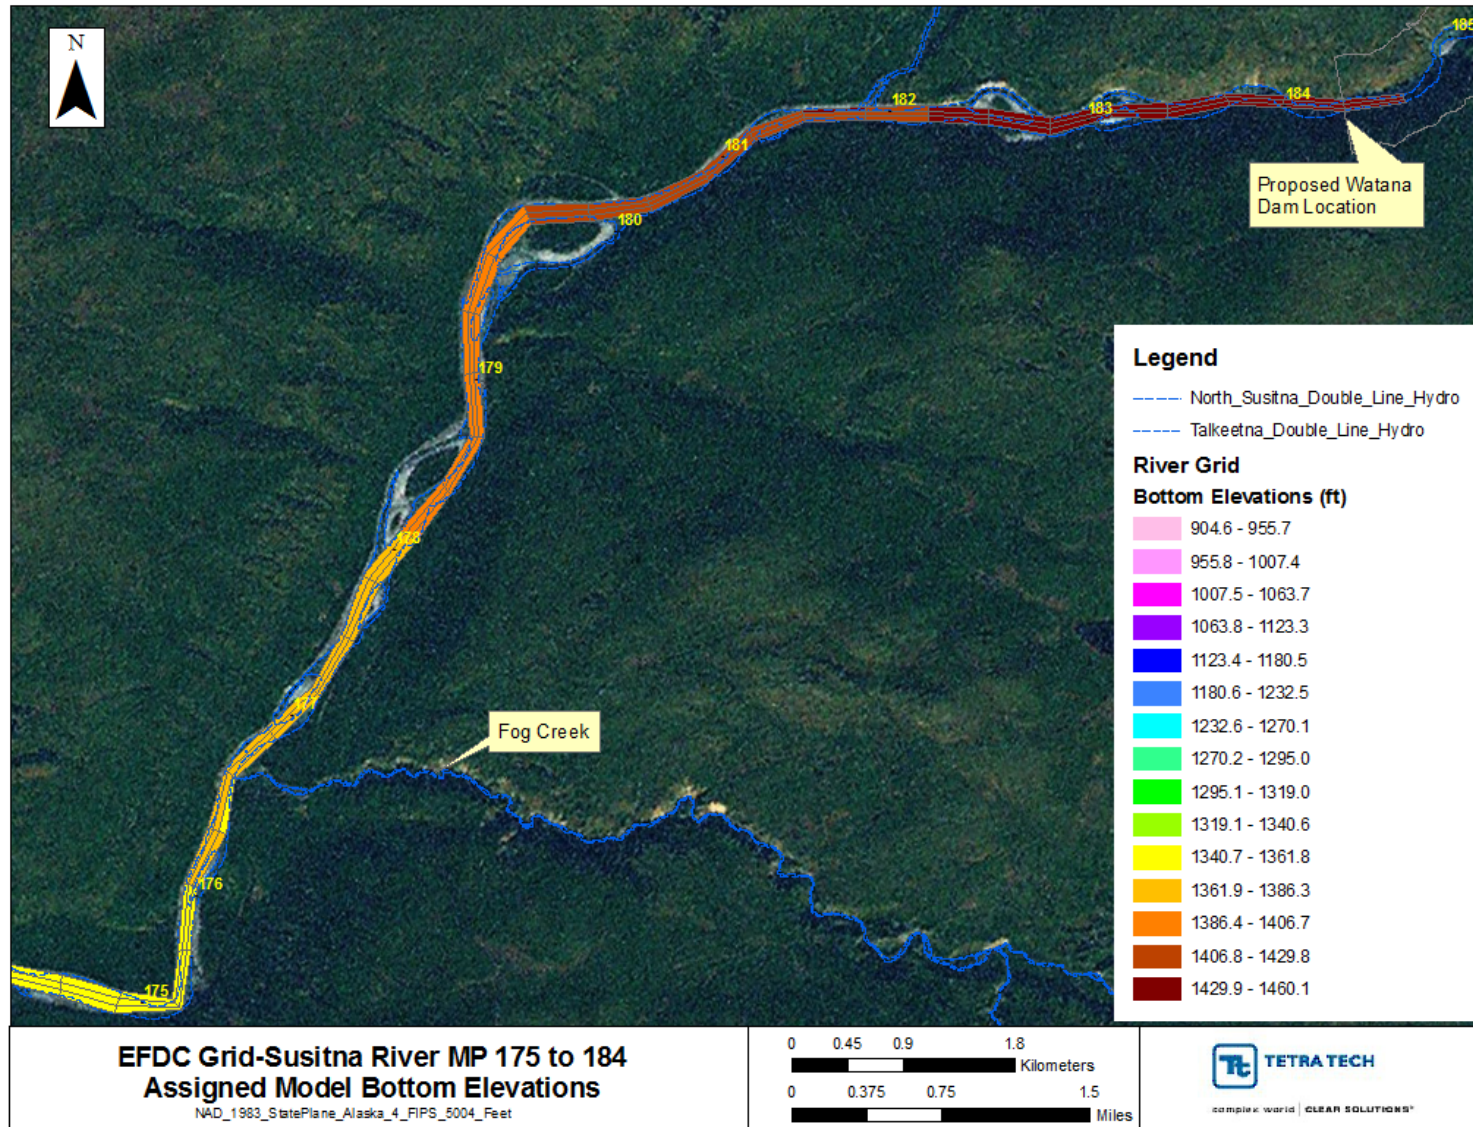 N
185
184
183
182
181
180
179
178
177
176
175
Proposed Watana
Dam Location
Fog Creek
Legend
North_Susitna_Double_Line_Hydro
Talkeetna_Double_Line_Hydro
River Grid
Bottom Elevations (ft)
904.6 - 955.7
955.8 - 1007.4
1007.5 - 1063.7
1063.8 - 1123.3
1123.4 - 1180.5
1180.6 - 1232.5
1232.6 - 1270.1
1270.2 - 1295.0
1295.1 - 1319.0
1319.1 - 1340.6
1340.7 - 1361.8
1361.9 - 1386.3
1386.4 - 1406.7
1406.8 - 1429.8
1429.9 - 1460.1
EFDC Grid-Susitna River MP 175 to 184
Assigned Model Bottom Elevations
NAD_1983_StatePlane_Alaska_4_FIPS_5004_Feet
0 0.45 0.9 1.8
Kilometers
0 0.375 0.75 1.5
Miles
Tt TETRA TECH
complex world | CLEAR SOLUTIONS™